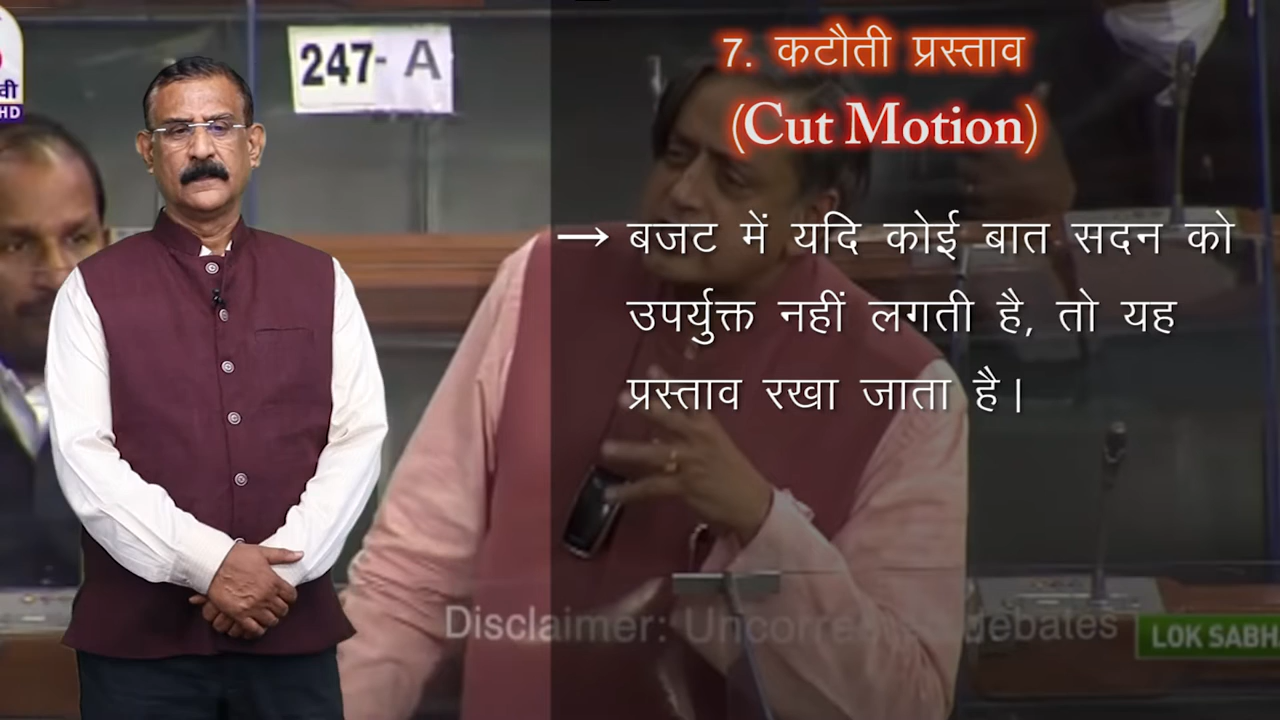 वी
HD
247- A
7. कटौती प्रस्ताव
(Cut Motion)
→ बजट में यदि कोई बात सदन को
उपर्युक्त नहीं लगती है, तो यह
प्रस्ताव रखा जाता है।
Disclaimer: debates
LOK SABH